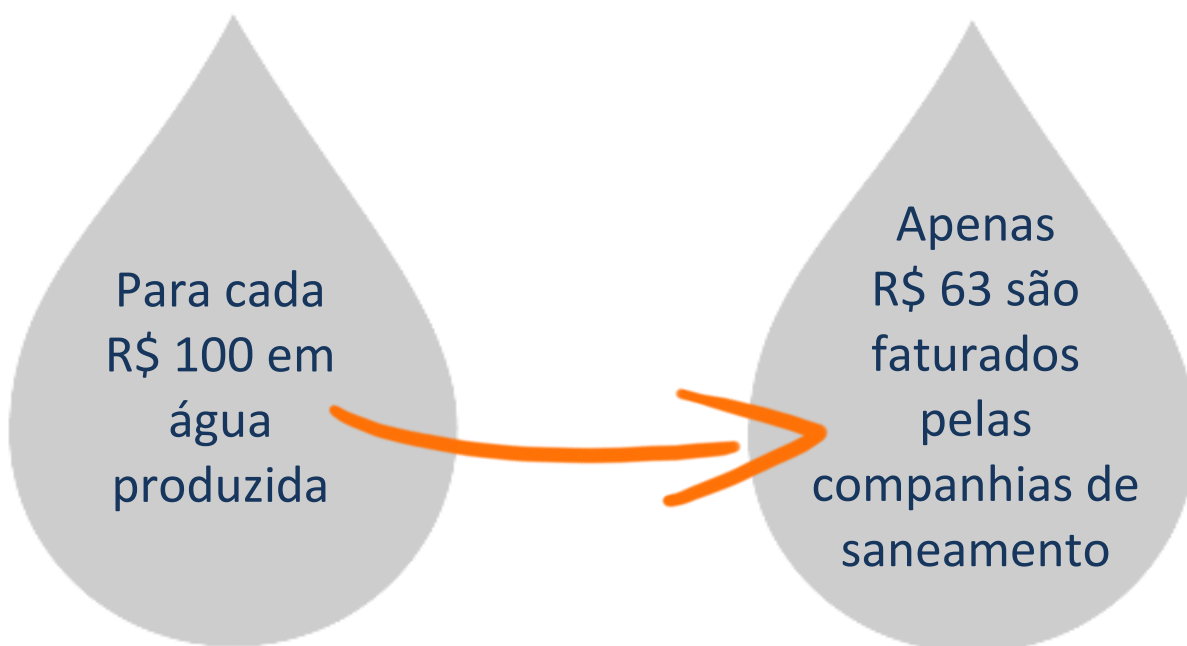 Para cada
R$ 100 em
água
produzida
Apenas
R$ 63 são
faturados
pelas
companhias de
saneamento